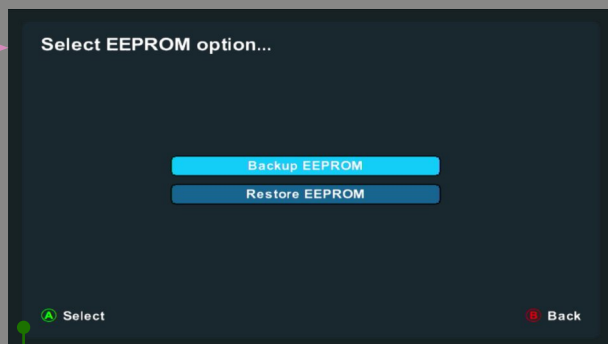 Select EEPROM option...
Backup EEPROM
Restore EEPROM
A Select
B Back